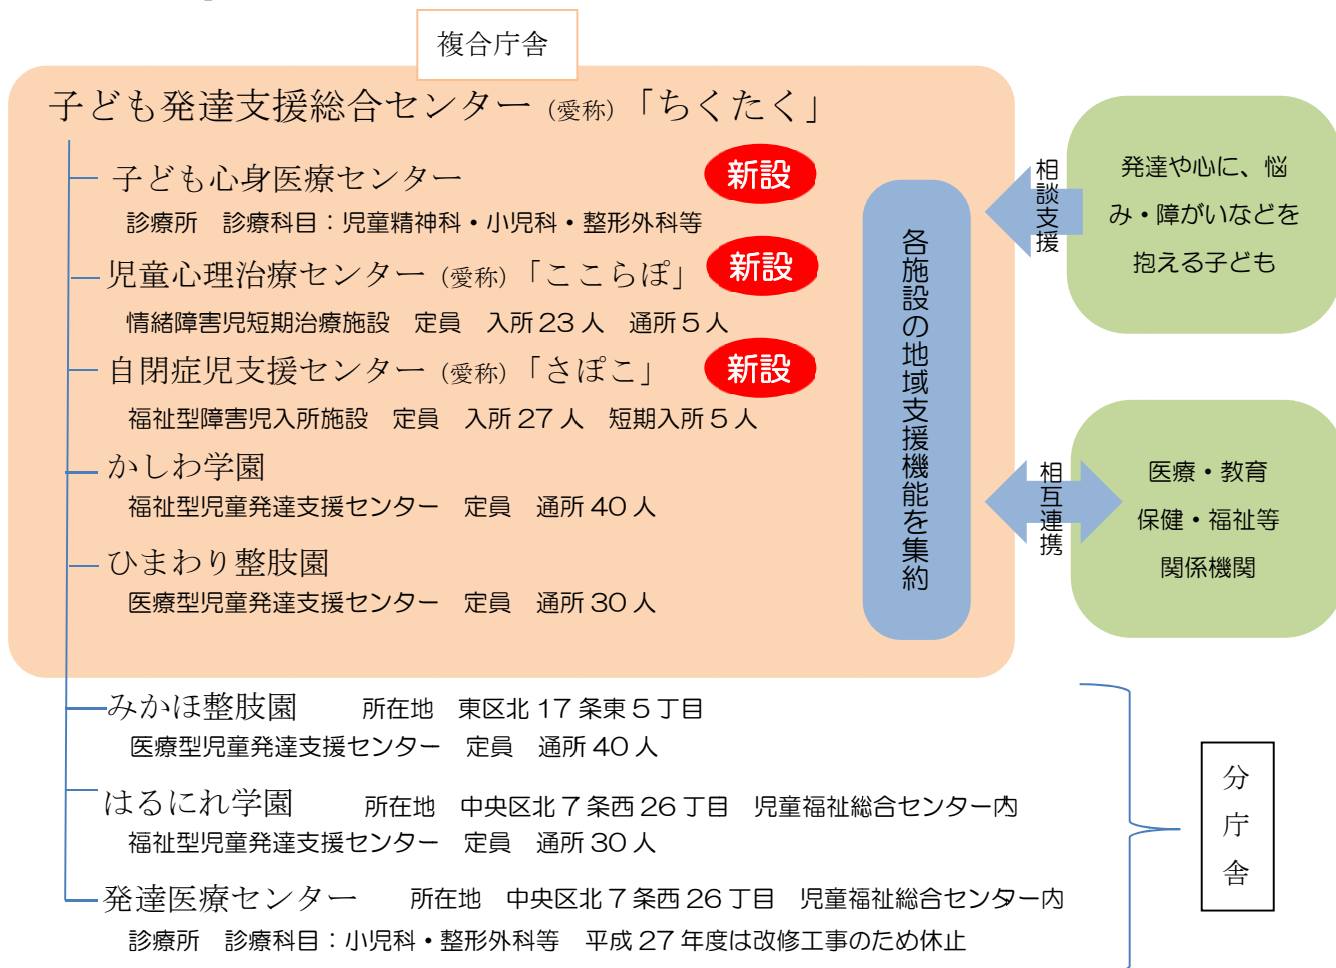 複合庁舎
子ども発達支援総合センター（愛称）「ちくたく」
子ども心身医療センター
新設
診療所　診療科目：児童精神科・小児科・整形外科等
児童心理治療センター（愛称）「ここらぽ」
新設
情緒障害児短期治療施設　定員　入所23人　通所5人
自閉症児支援センター（愛称）「さぽこ」
新設
福祉型障害児入所施設　定員　入所27人　短期入所5人
かしわ学園
福祉型児童発達支援センター　定員　通所40人
ひまわり整肢園
医療型児童発達支援センター　定員　通所30人
各施設の地域支援機能を集約
相談支援
発達や心に、悩
み・障がいなどを
抱える子ども
相互連携
医療・教育
保健・福祉等
関係機関
みかほ整肢園　所在地　東区北17条東5丁目
医療型児童発達支援センター　定員　通所40人
はるにれ学園　所在地　中央区北7条西26丁目　児童福祉総合センター内
福祉型児童発達支援センター　定員　通所30人
発達医療センター　所在地　中央区北7条西26丁目　児童福祉総合センター内
診療所　診療科目：小児科・整形外科等　平成27年度は改修工事のため休止
分庁舎